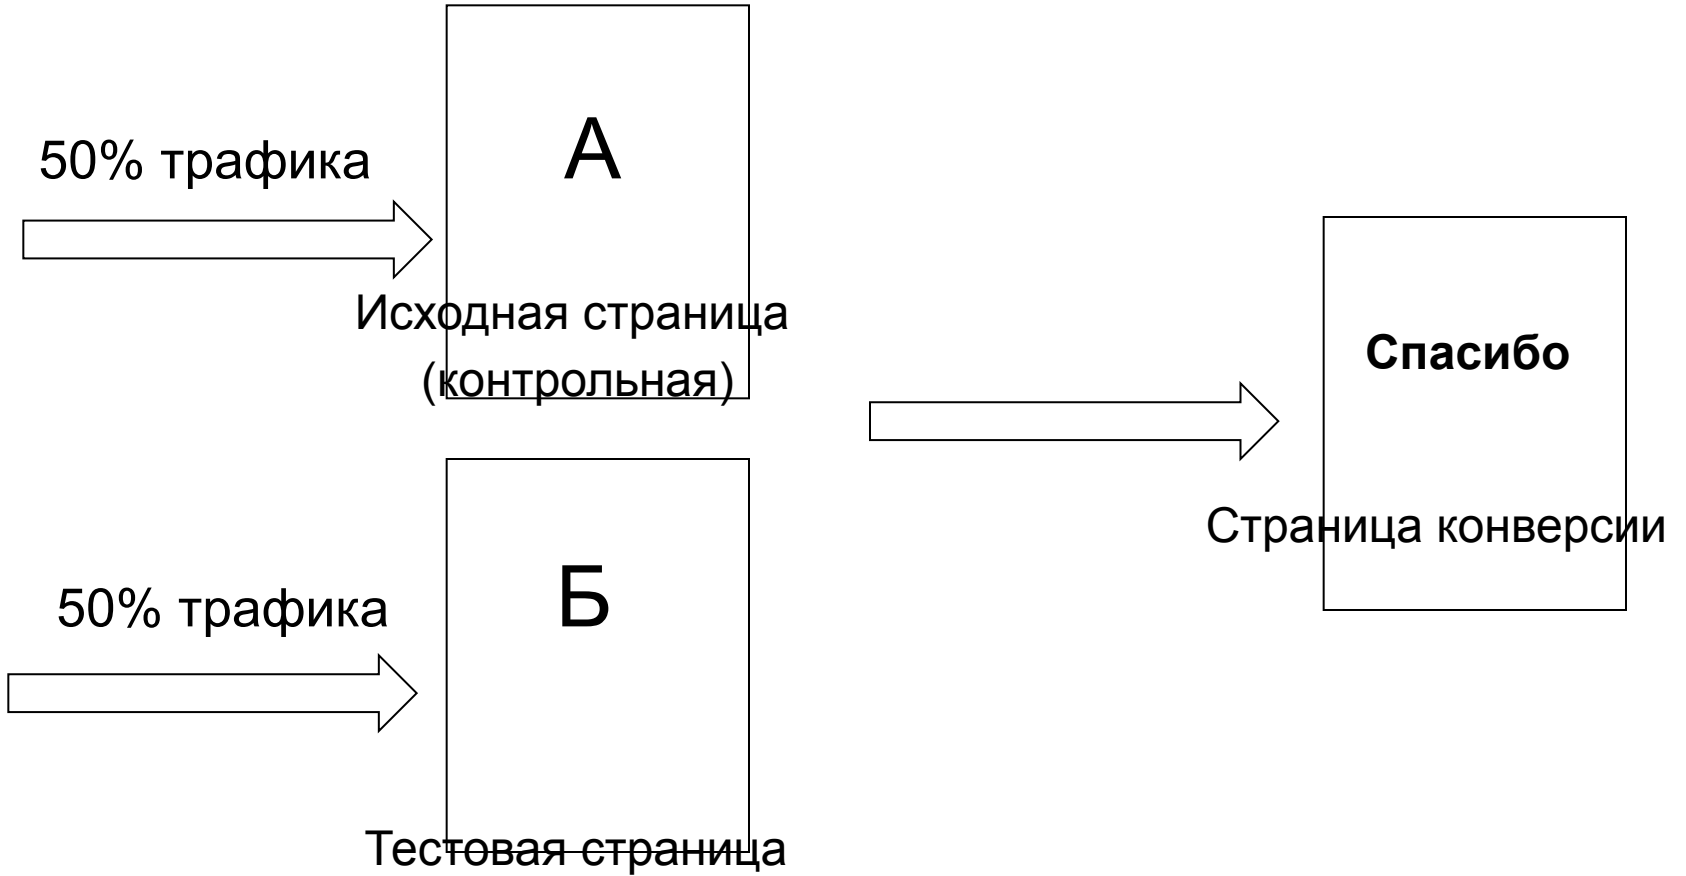 50% трафика
А
Исходная страница
(контрольная)
50% трафика
Б
Тестовая страница
Спасибо
Страница конверсии